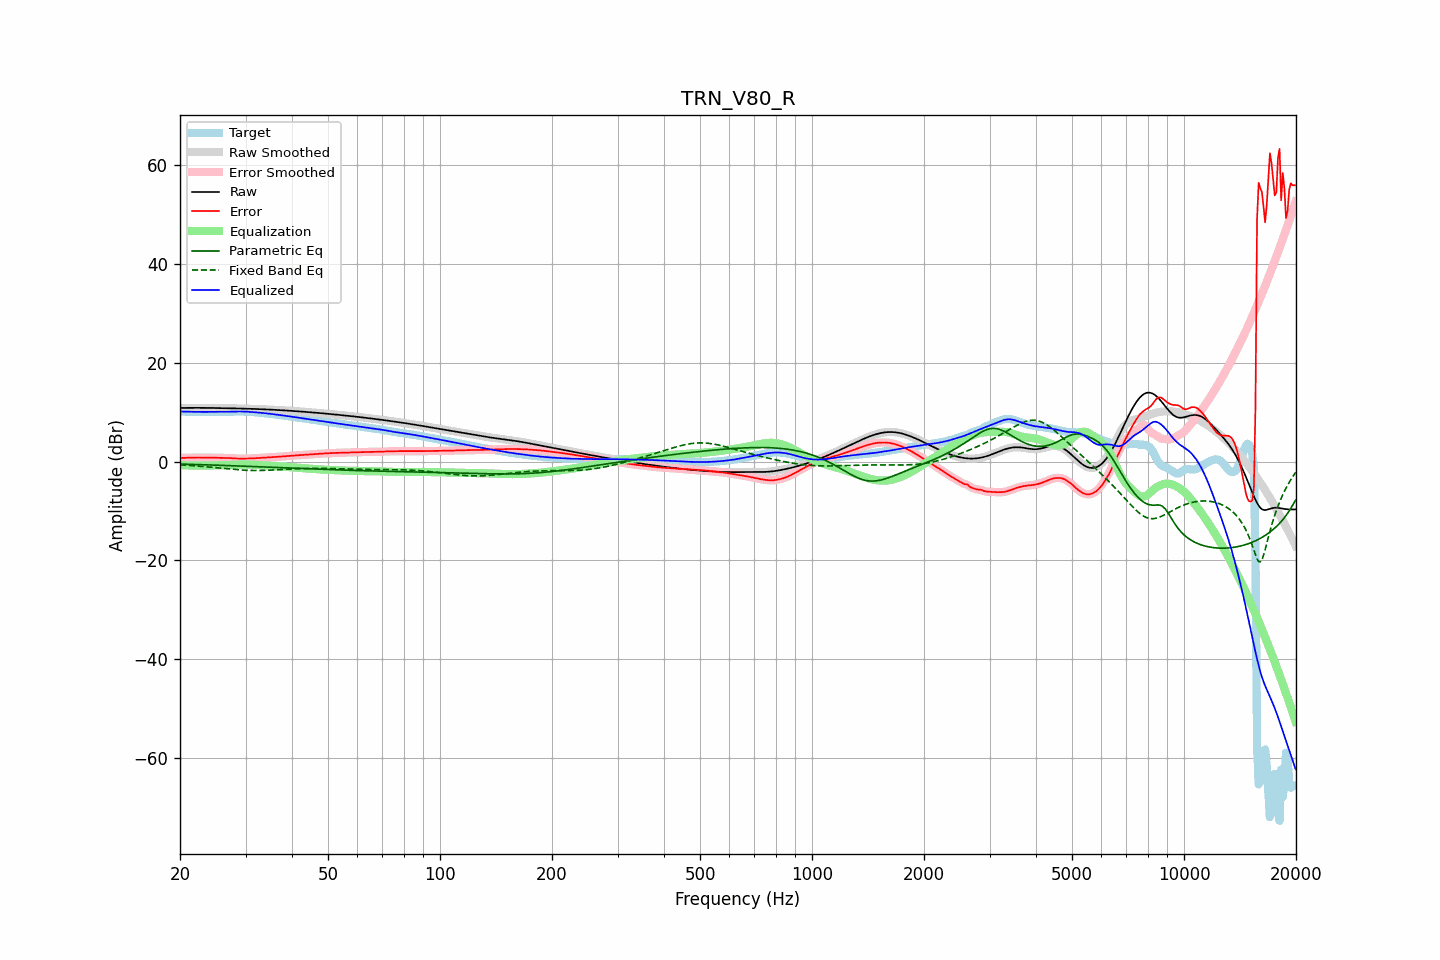 TRN_V80_R
Target
Raw Smoothed
Error Smoothed
Raw
Error
Equalization
Parametric Eq
Fixed Band Eq
Equalized
60
40
20
0
−20
−40
−60
Amplitude (dBr)
20 50 100 200 500 1000 2000 5000 10000 20000
Frequency (Hz)